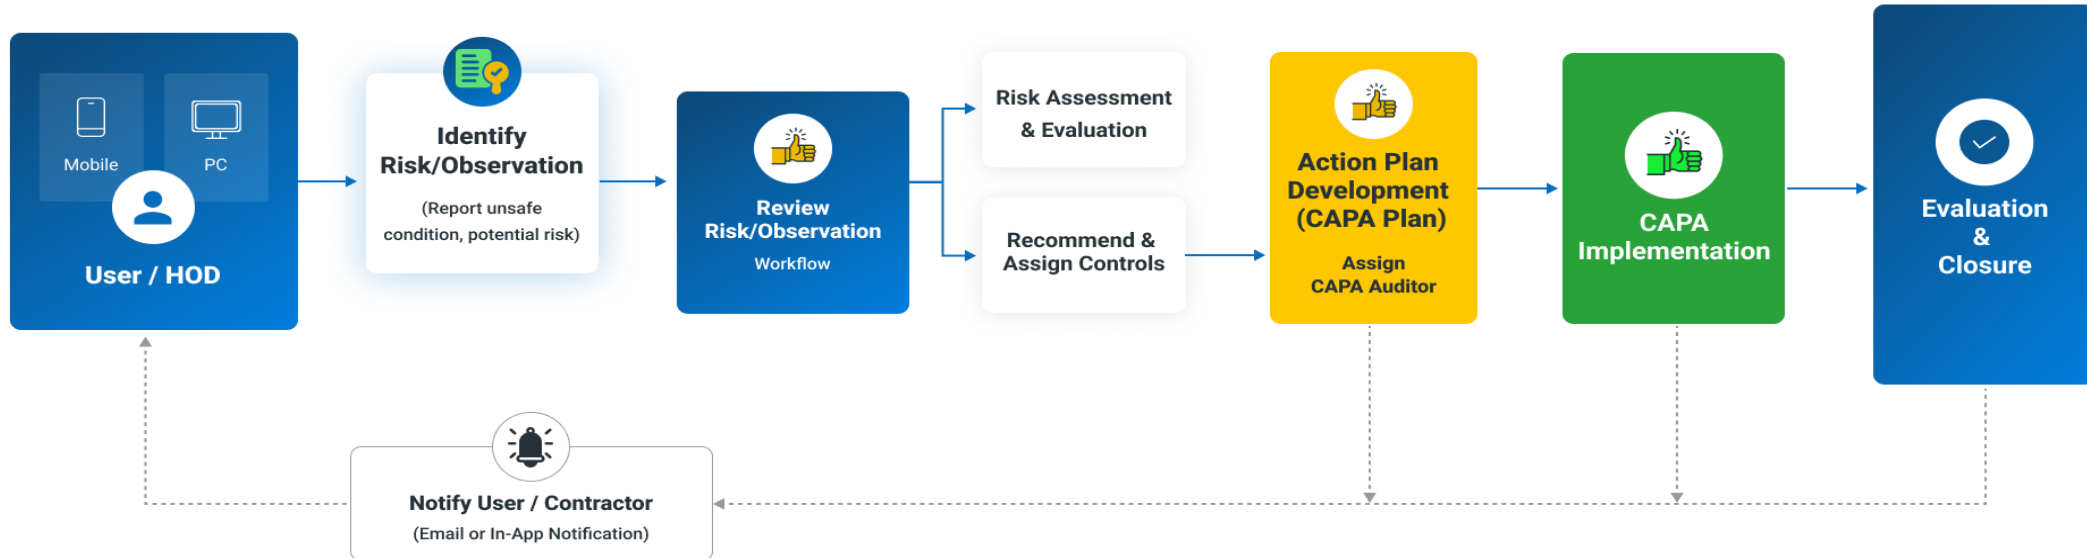 Mobile
PC
User / HOD
Identify
Risk/Observation
(Report unsafe
condition, potential risk)
Review
Risk/Observation
Workflow
Risk Assessment
& Evaluation
Recommend &
Assign Controls
Action Plan
Development
(CAPA Plan)
Assign
CAPA Auditor
CAPA
Implementation
Evaluation
&
Closure
Notify User / Contractor
(Email or In-App Notification)